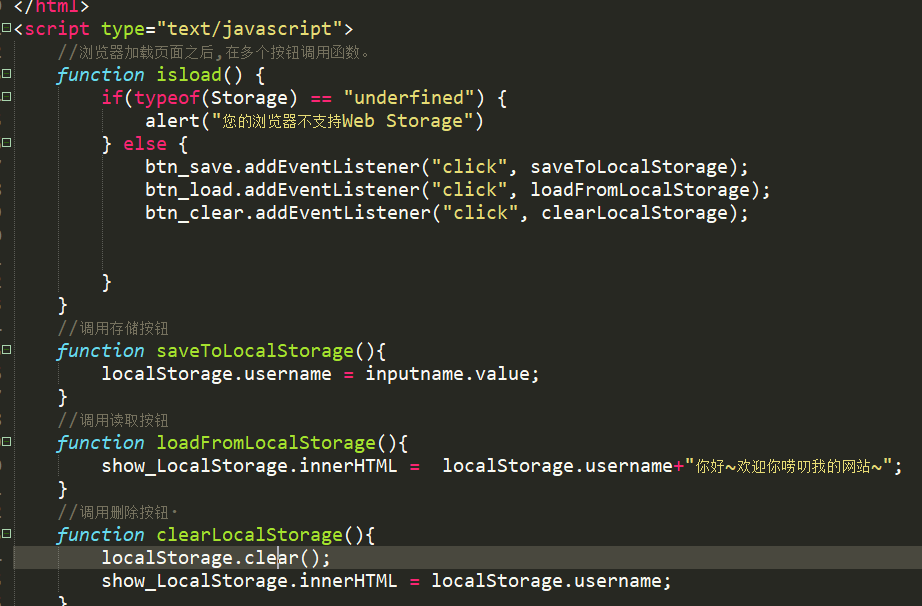 </html>
<script type="text/javascript">
//浏览器加载页面之后,在多个按钮调用函数。
function isload() {
if(typeof(Storage) == "underfined") {
alert("您的浏览器不支持Web Storage")
} else {
btn_save.addEventListener("click", saveToLocalStorage);
btn_load.addEventListener("click", loadFromLocalStorage);
btn_clear.addEventListener("click", clearLocalStorage);
}
}
//调用存储按钮
function saveToLocalStorage(){
localStorage.username = inputname.value;
}
//调用读取按钮
function loadFromLocalStorage(){
show_LocalStorage.innerHTML =  localStorage.username+"你好~欢迎你唠叨我的网站~";
}
//调用删除按钮·
function clearLocalStorage(){
localStorage.clear();
show_LocalStorage.innerHTML = localStorage.username;
}